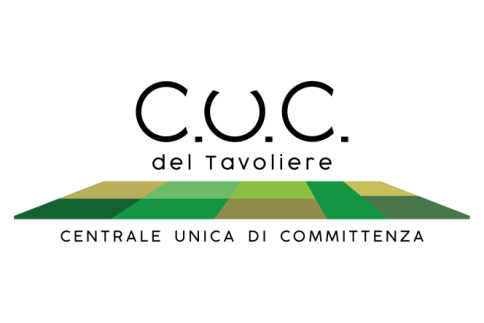 C.U.C.
del Tavoliere
CENTRALE UNICA DI COMMITTENZA